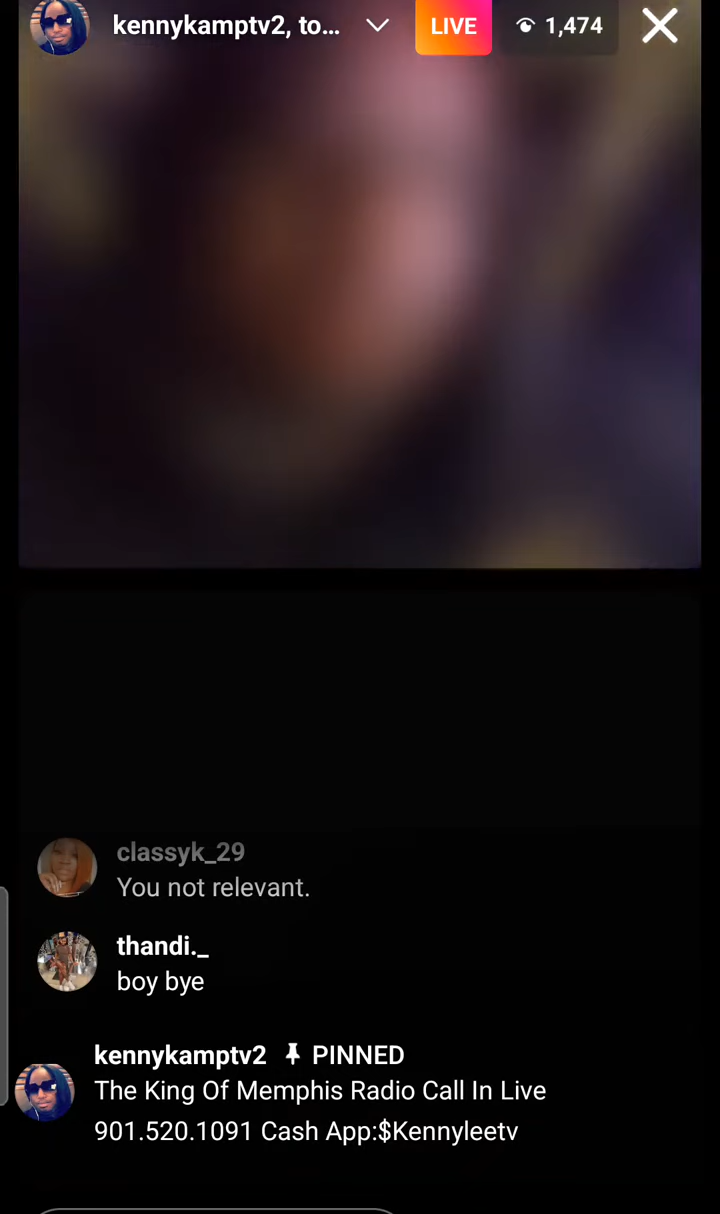 kennykamptv2, to...
LIVE
1,474
classyk_29
You not relevant.
thandi._
boy bye
kennykamptv2 PINNED
The King Of Memphis Radio Call In Live
901.520.1091 Cash App:$Kennyleetv